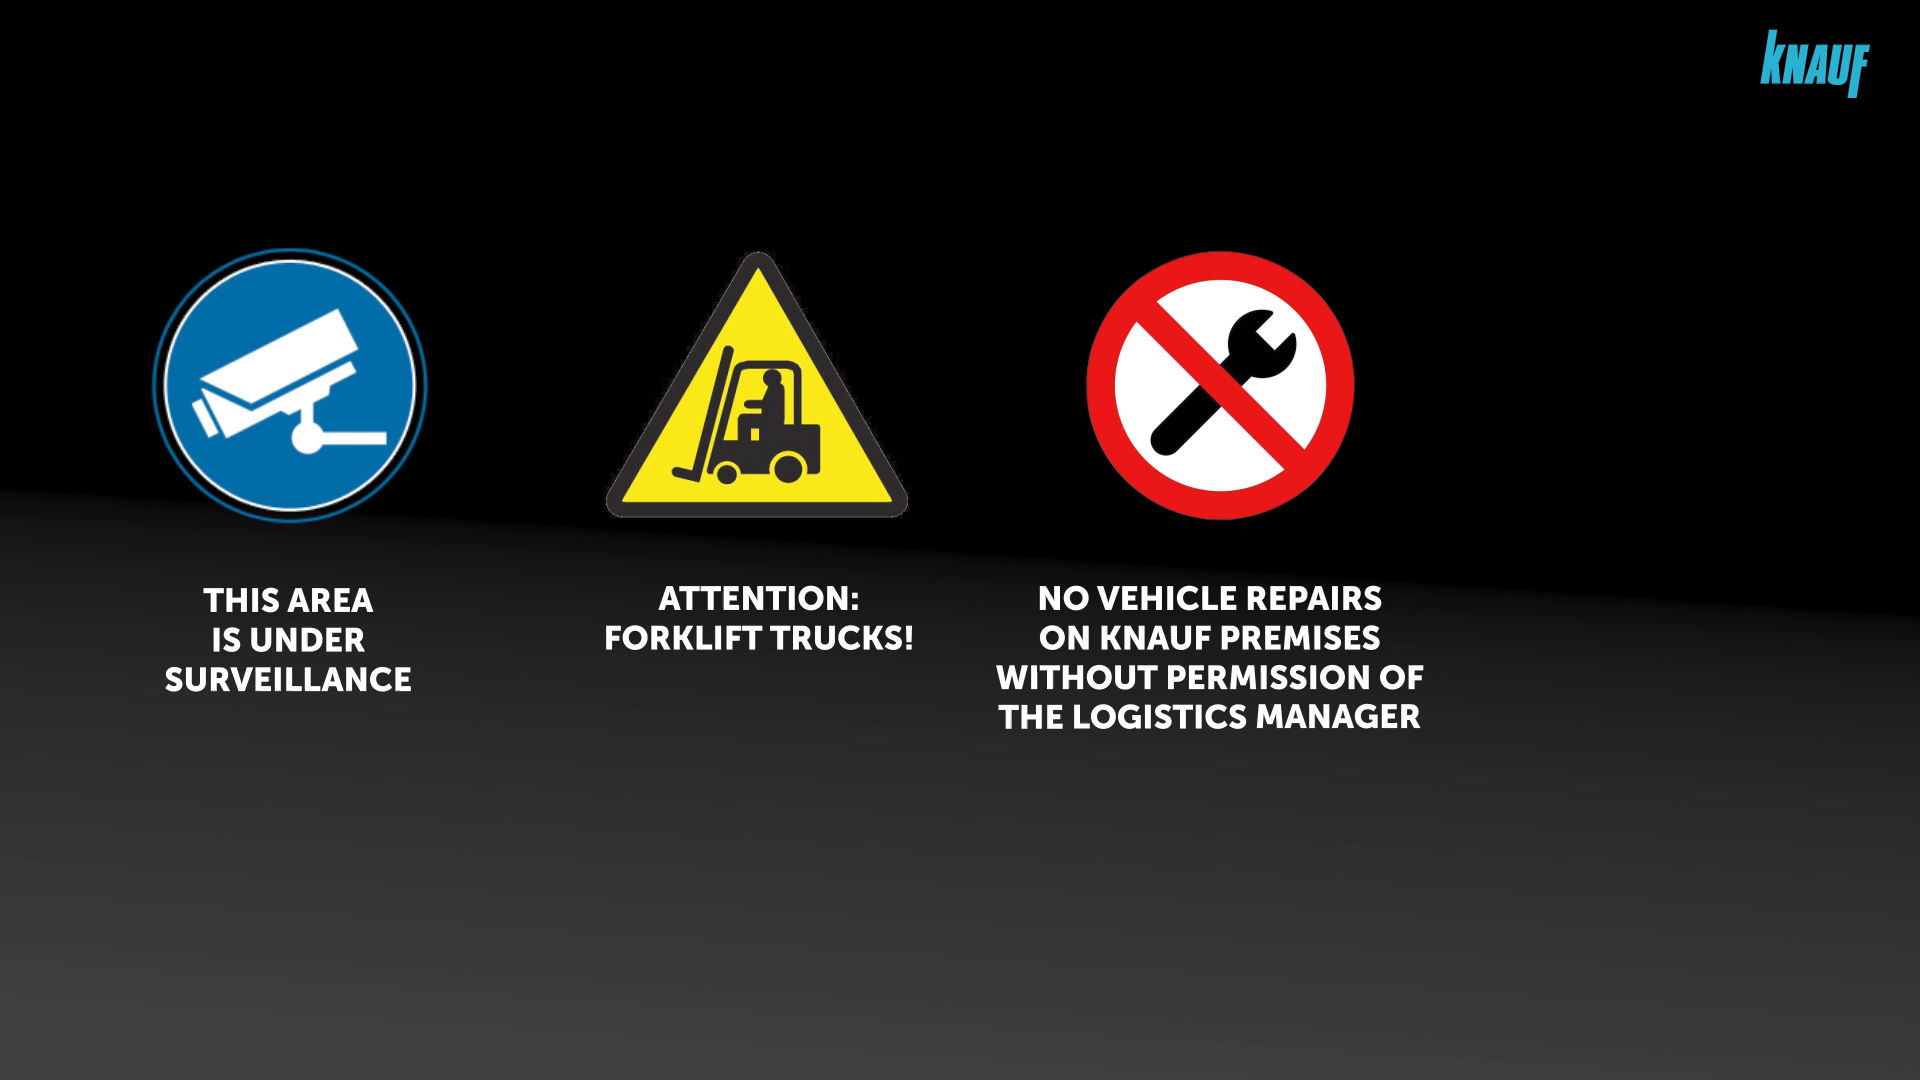 KNAUF
THIS AREA
IS UNDER
SURVEILLANCE
ATTENTION:
FORKLIFT TRUCKS!
NO VEHICLE REPAIRS
ON KNAUF PREMISES
WITHOUT PERMISSION OF
THE LOGISTICS MANAGER